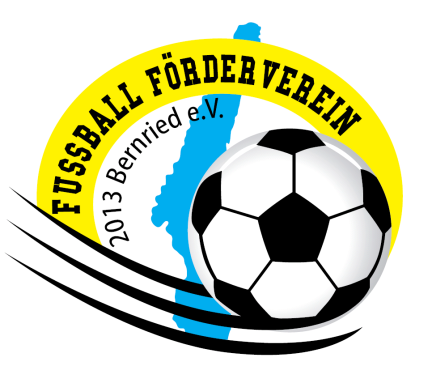 FUSSBALL FÖRDERVEREIN
2013 Bernried e.V.